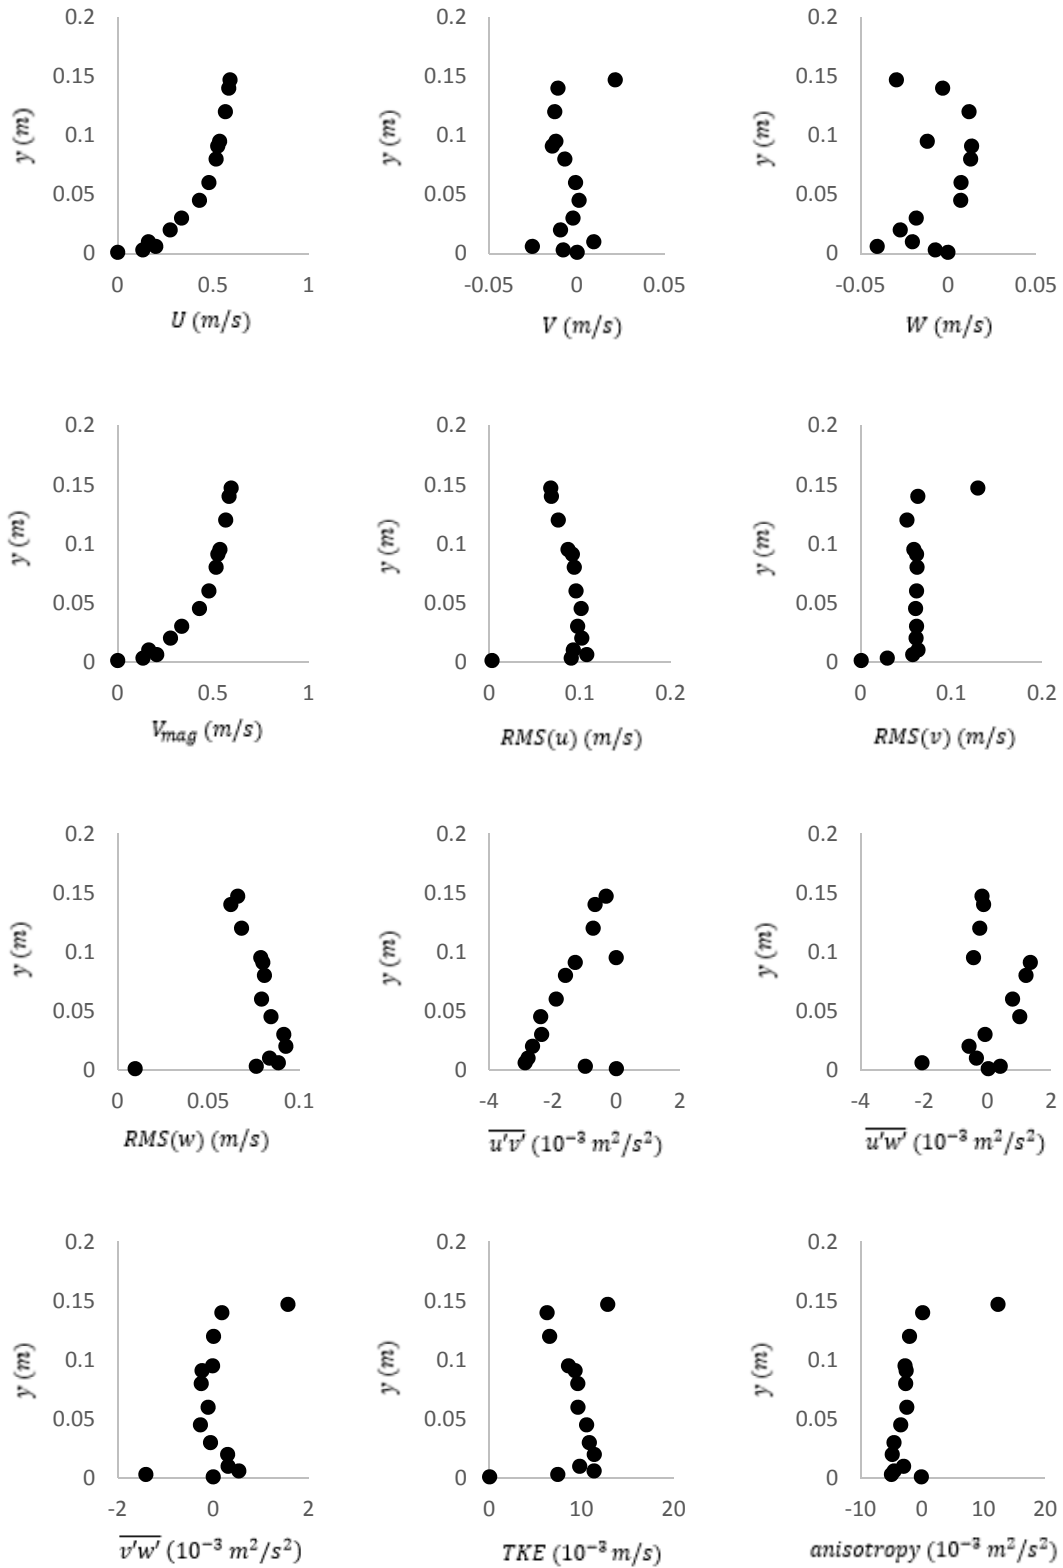 0.2 0.2 0.2
0.15 0.15 0.15
y (m) 0.1 y (m) 0.1 y (m) 0.1
0.05 0.05 0.05
0 0 0
0 0.5 1 -0.05 0 0.05 -0.05 0 0.05
U (m/s) V (m/s) W (m/s)
0.2 0.2 0.2
0.15 0.15 0.15
y (m) 0.1 y (m) 0.1 y (m) 0.1
0.05 0.05 0.05
0 0 0
0 0.5 1 0 0.1 0.2 0 0.1 0.2
V_mag (m/s) RMS(u) (m/s) RMS(v) (m/s)
0.2 0.2 0.2
0.15 0.15 0.15
y (m) 0.1 y (m) 0.1 y (m) 0.1
0.05 0.05 0.05
0 0 0
0 0.05 0.1 -4 -2 0 2 -4 -2 0 2
RMS(w) (m/s) u'v' (10⁻³ m²/s²) u'w' (10⁻³ m²/s²)
0.2 0.2 0.2
0.15 0.15 0.15
y (m) 0.1 y (m) 0.1 y (m) 0.1
0.05 0.05 0.05
0 0 0
-2 0 2 0 10 20 -10 0 10 20
v'w' (10⁻³ m²/s²) TKE (10⁻³ m/s) anisotropy (10⁻³ m²/s²)